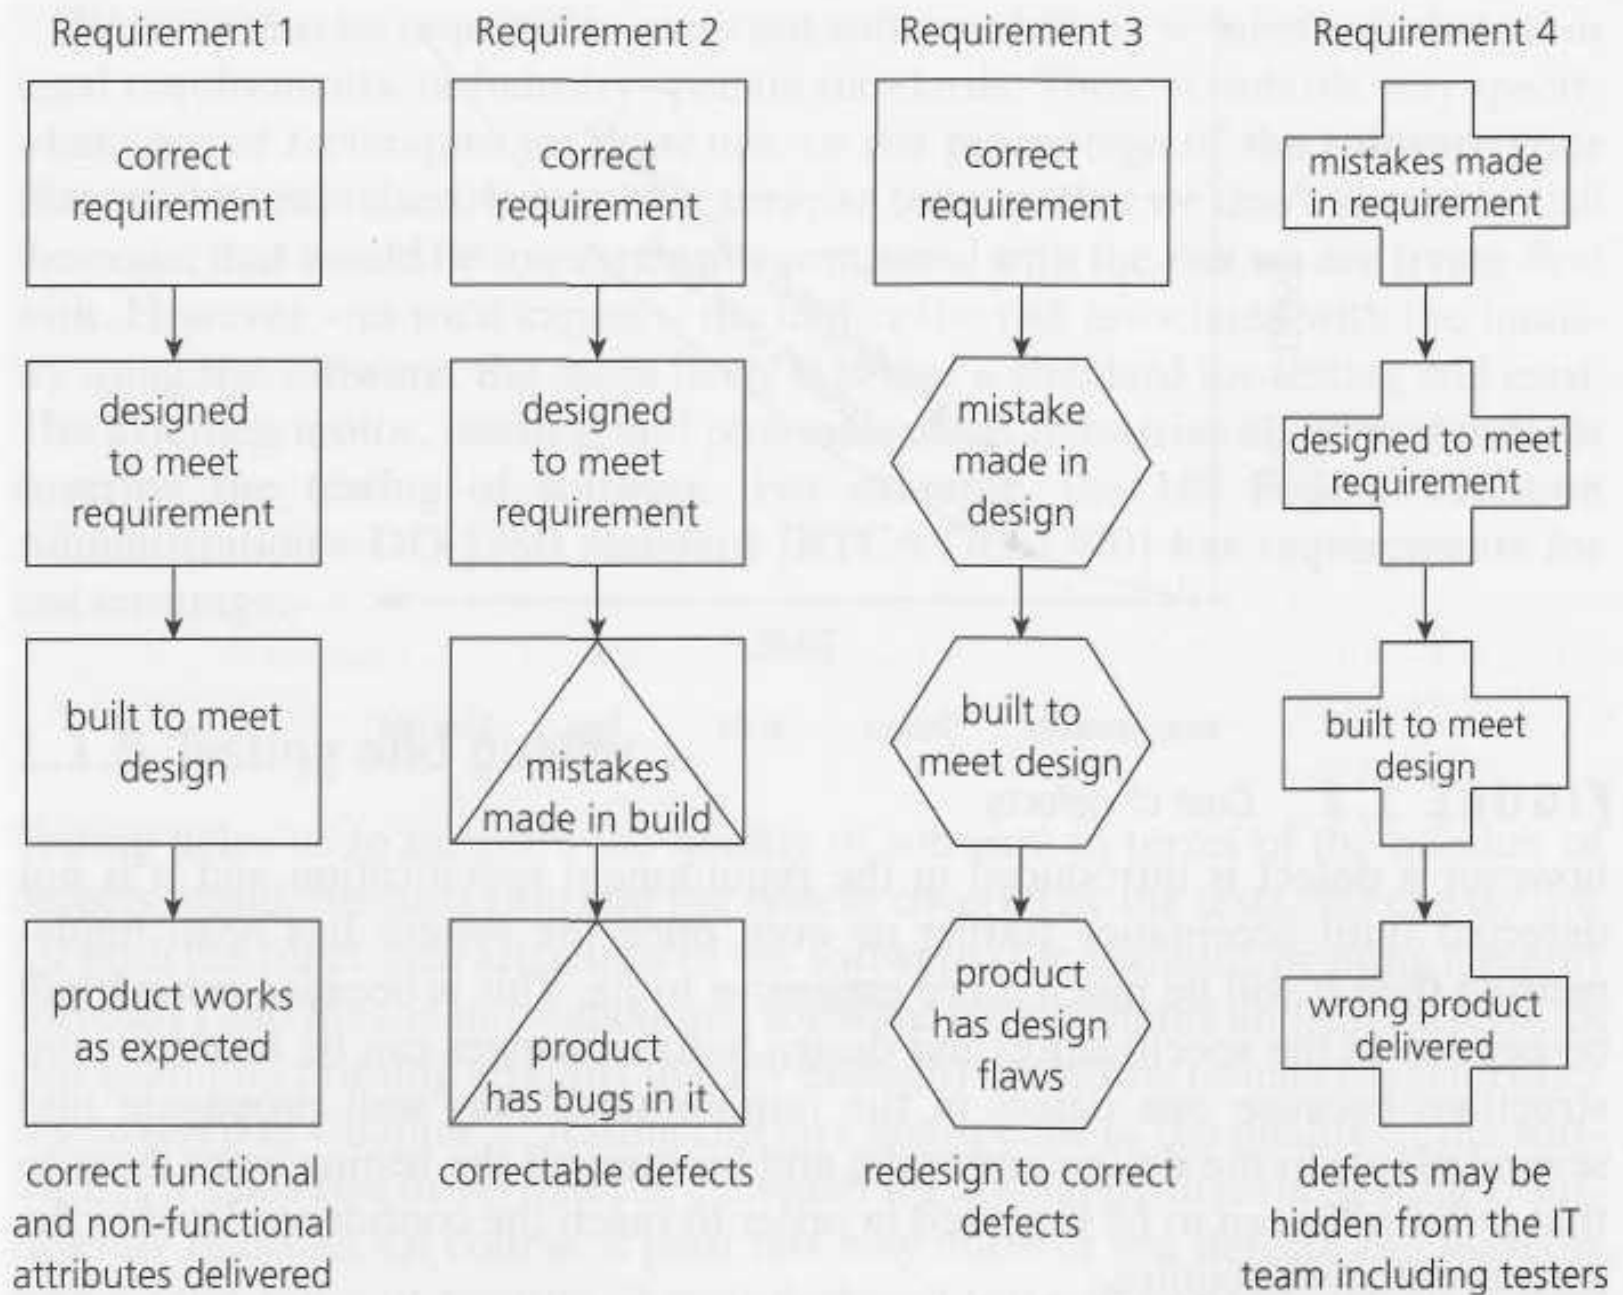 Requirement 1
correct
requirement
designed
to meet
requirement
built to meet
design
product works
as expected
correct functional
and non-functional
attributes delivered
Requirement 2
correct
requirement
designed
to meet
requirement
mistakes
made in build
product
has bugs in it
correctable defects
Requirement 3
correct
requirement
mistake
made in
design
built to
meet design
product
has design
flaws
redesign to correct
defects
Requirement 4
mistakes made
in requirement
designed to meet
requirement
built to meet
design
wrong product
delivered
defects may be
hidden from the IT
team including testers